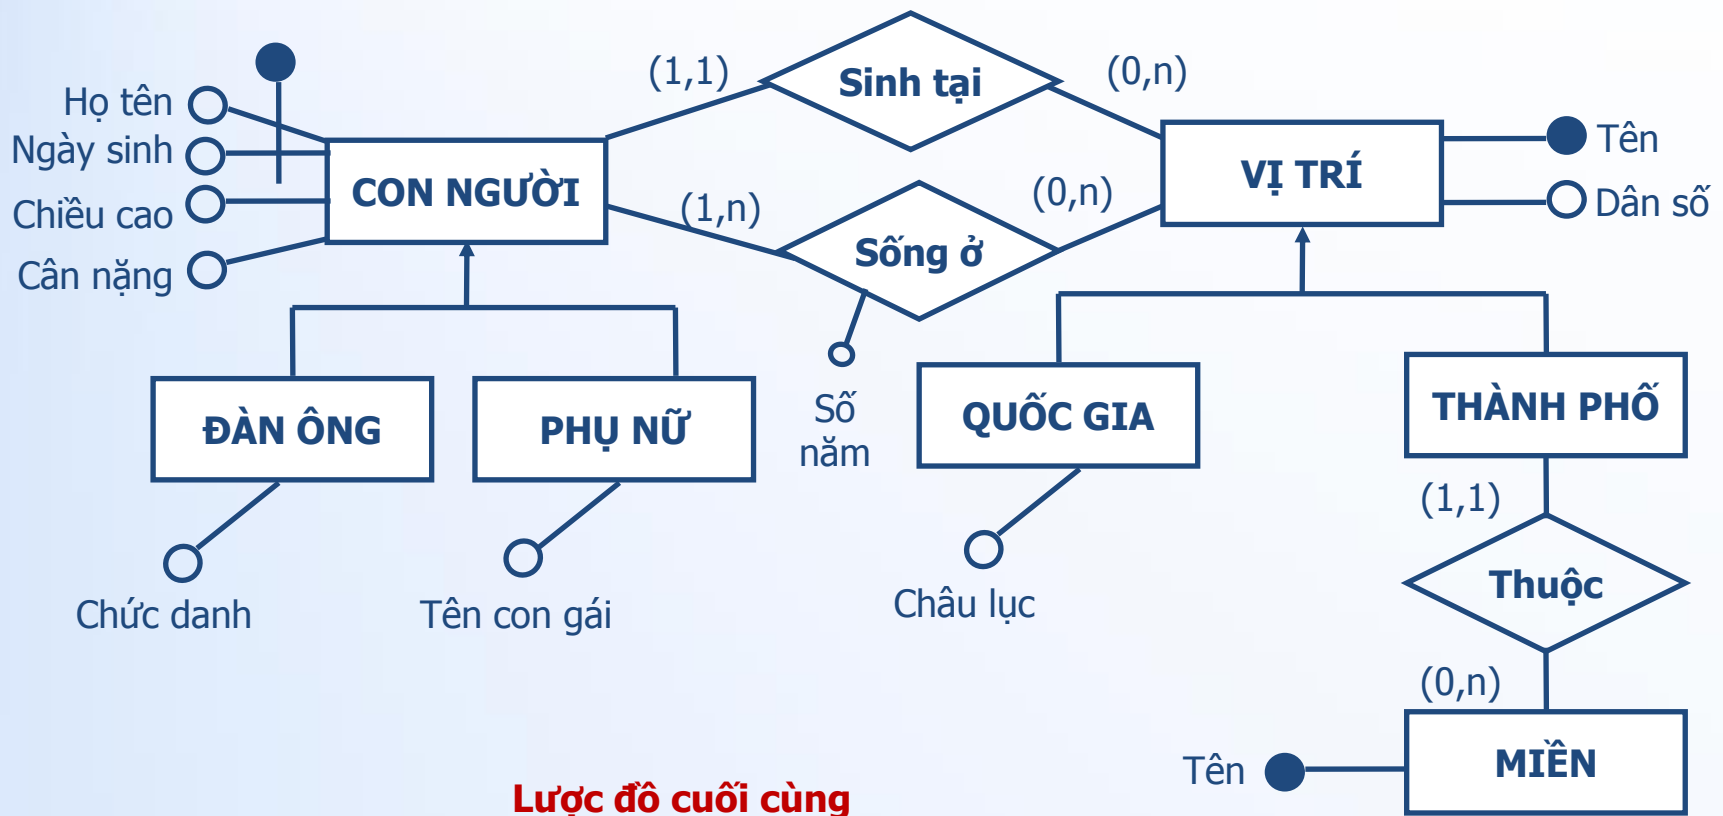 (1,1)
Sinh tại
(0,n)
Họ tên
Ngày sinh
Chiều cao
Cân nặng
CON NGƯỜI
VỊ TRÍ
Tên
Dân số
(1,n)
Sống ở
(0,n)
Số
năm
ĐÀN ÔNG
PHỤ NỮ
QUỐC GIA
THÀNH PHỐ
Chức danh
Tên con gái
Châu lục
(1,1)
Thuộc
(0,n)
Tên
MIỀN
Lược đồ cuối cùng